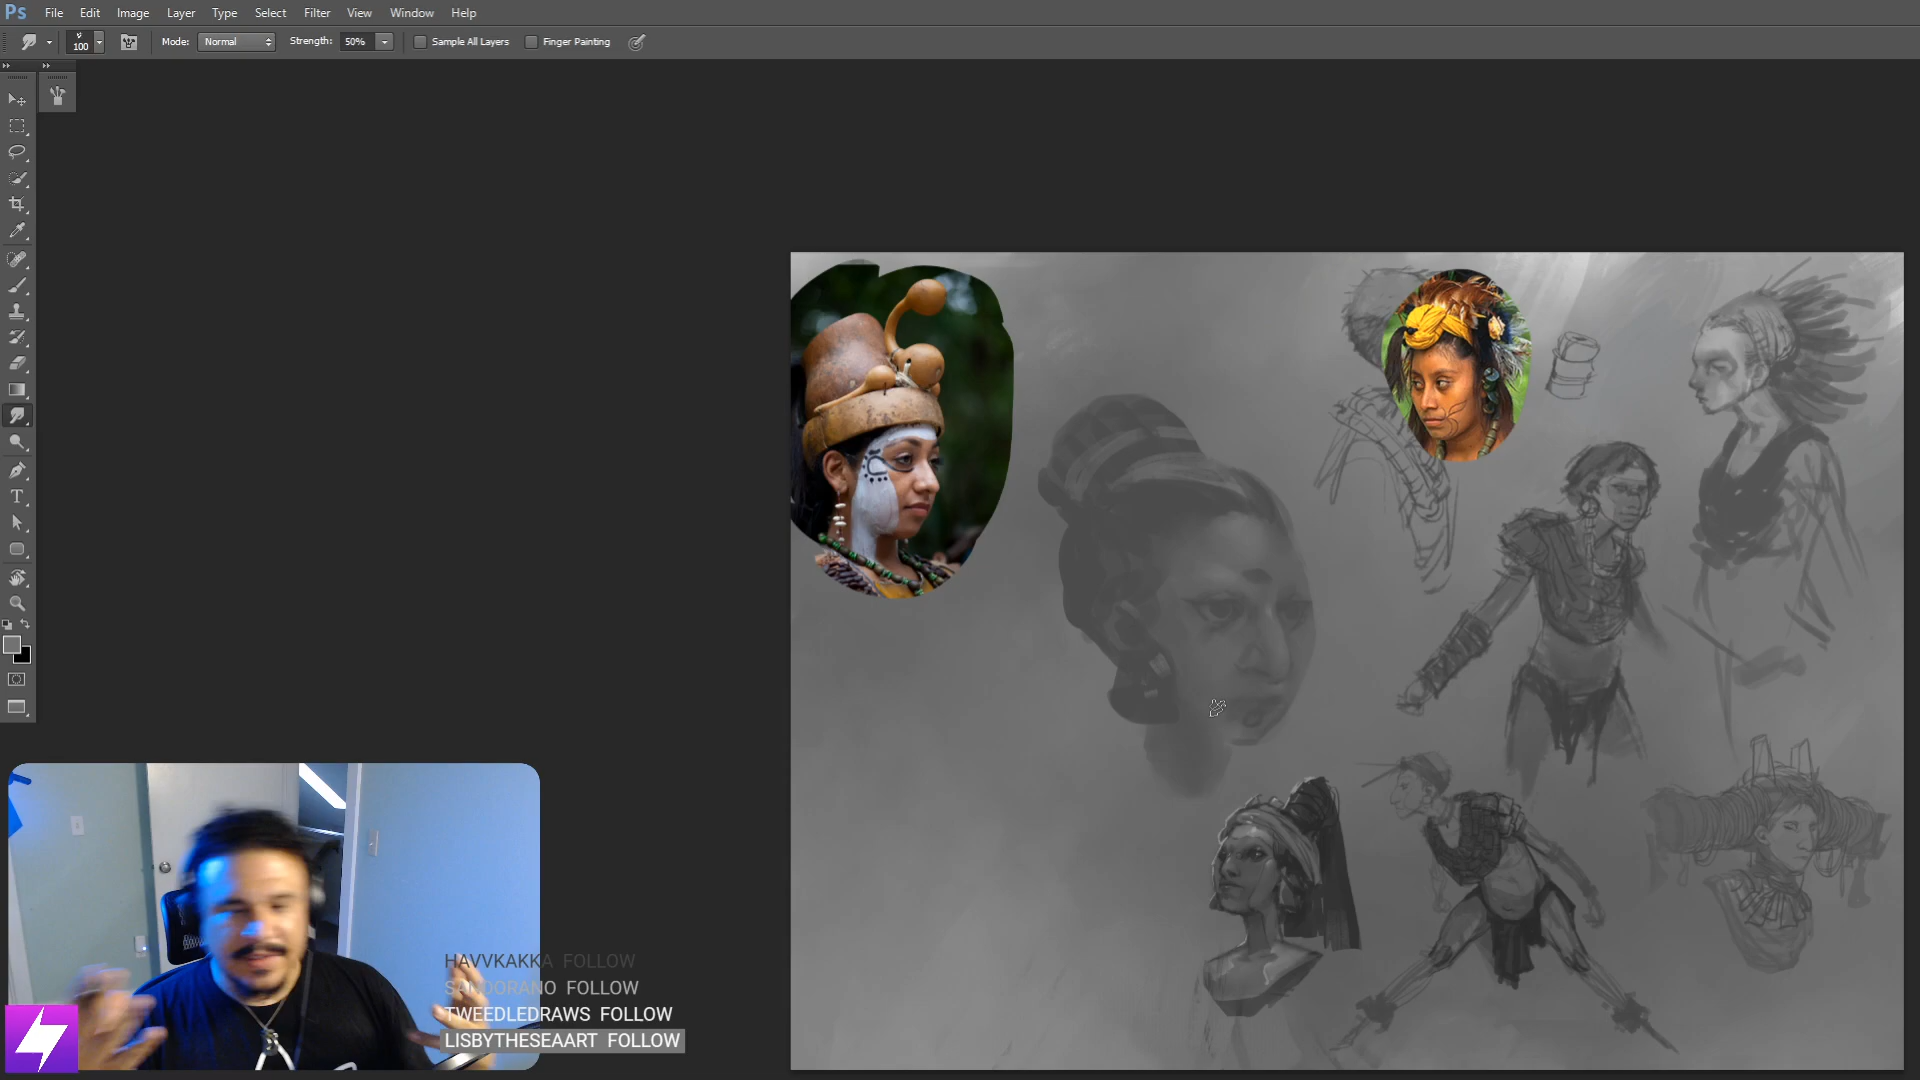 Ps File Edit Image Layer Type Select Filter View Window Help
100 Mode: Normal Strength: 50% Sample All Layers Finger Painting
T
HAVVKAKKA FOLLOW
SANDORANO FOLLOW
TWEEDLEDRAWS FOLLOW
LISBYTHESEAART FOLLOW